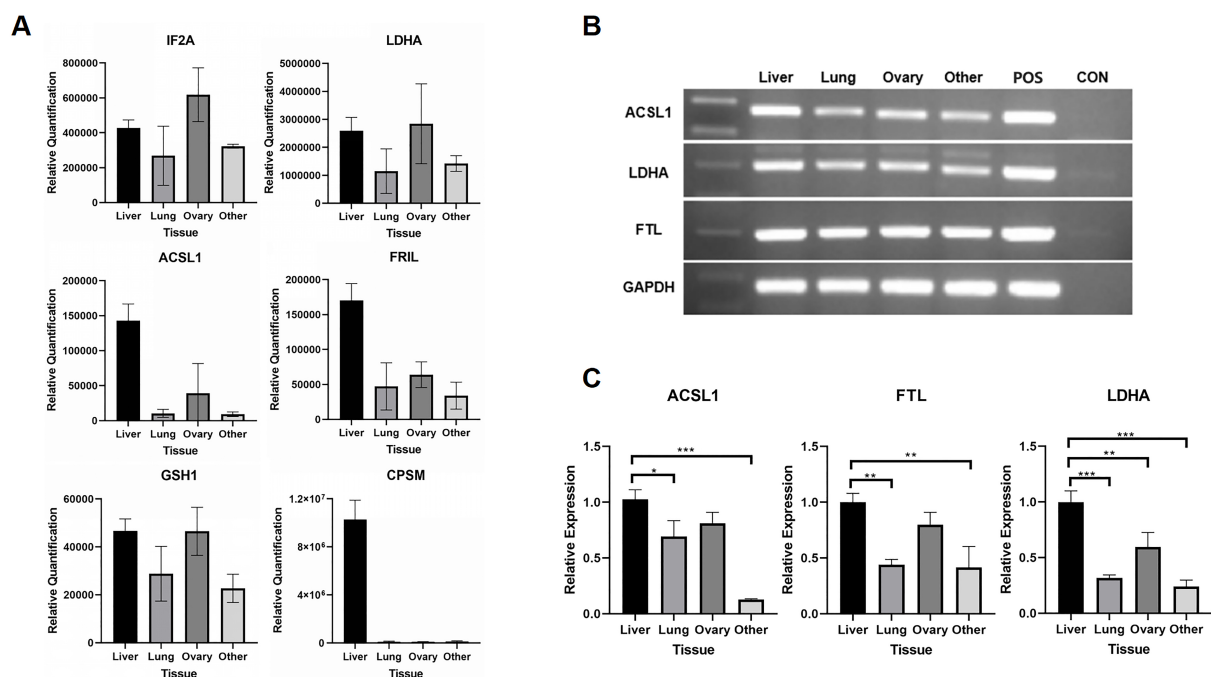 A
IF2A
Relative Quantification
800000
600000
400000
200000
0
Liver Lung Ovary Other
Tissue
LDHA
Relative Quantification
5000000
4000000
3000000
2000000
1000000
0
Liver Lung Ovary Other
Tissue
ACSL1
Relative Quantification
200000
150000
100000
50000
0
Liver Lung Ovary Other
Tissue
FRIL
Relative Quantification
200000
150000
100000
50000
0
Liver Lung Ovary Other
Tissue
GSH1
Relative Quantification
60000
40000
20000
0
Liver Lung Ovary Other
Tissue
CPSM
Relative Quantification
1.2×10⁷
8×10⁶
4×10⁶
0
Liver Lung Ovary Other
Tissue
B
Liver Lung Ovary Other POS CON
ACSL1
LDHA
FTL
GAPDH
C
ACSL1
Relative Expression
1.5
1.0
0.5
0.0
***
*
Liver Lung Ovary Other
Tissue
FTL
Relative Expression
1.5
1.0
0.5
0.0
**
**
Liver Lung Ovary Other
Tissue
LDHA
Relative Expression
1.5
1.0
0.5
0.0
***
**
***
Liver Lung Ovary Other
Tissue